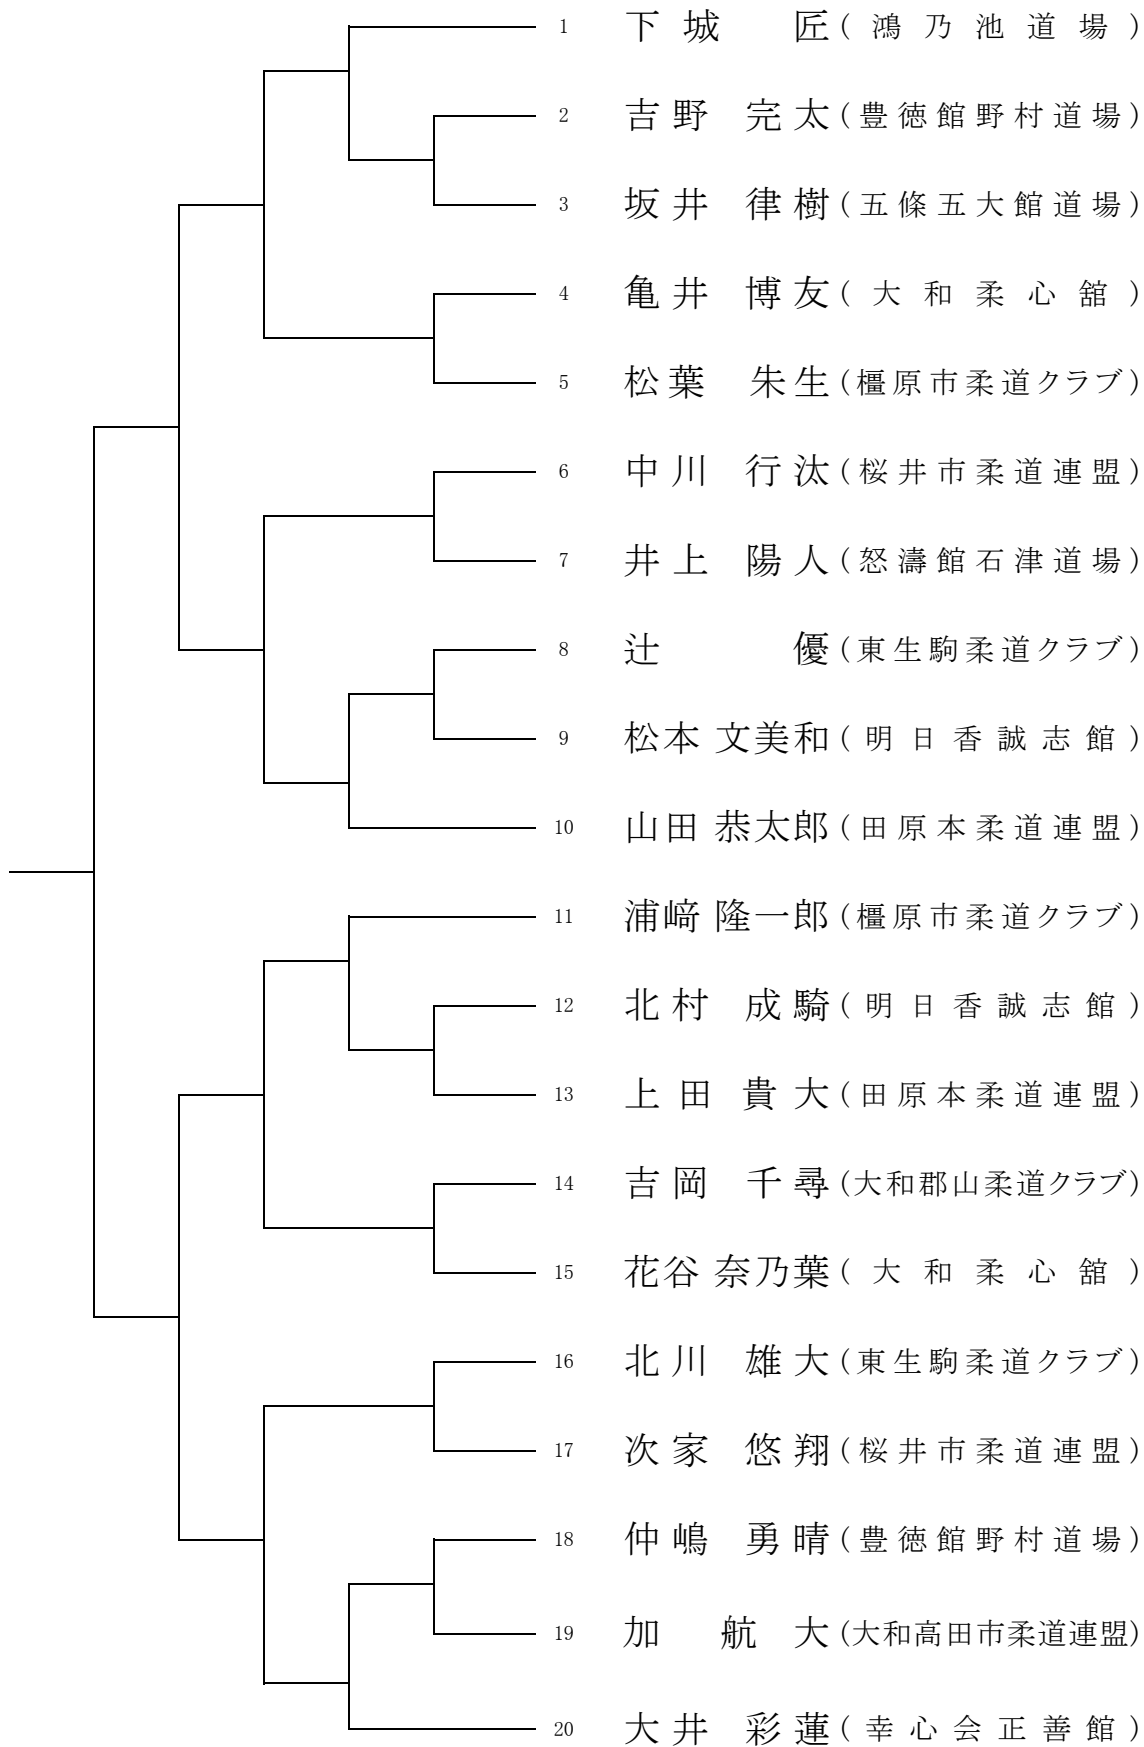 1 下城 匠 (鴻乃池道場)
2 吉野 完太 (豊徳館野村道場)
3 坂井 律樹 (五條五大館道場)
4 亀井 博友 (大和柔心舘)
5 松葉 朱生 (橿原市柔道クラブ)
6 中川 行汰 (桜井市柔道連盟)
7 井上 陽人 (怒濤館石津道場)
8 辻 優 (東生駒柔道クラブ)
9 松本 文美和 (明日香誠志館)
10 山田 恭太郎 (田原本柔道連盟)
11 浦﨑 隆一郎 (橿原市柔道クラブ)
12 北村 成騎 (明日香誠志館)
13 上田 貴大 (田原本柔道連盟)
14 吉岡 千尋 (大和郡山柔道クラブ)
15 花谷 奈乃葉 (大和柔心舘)
16 北川 雄大 (東生駒柔道クラブ)
17 次家 悠翔 (桜井市柔道連盟)
18 仲嶋 勇晴 (豊徳館野村道場)
19 加 航大 (大和高田市柔道連盟)
20 大井 彩蓮 (幸心会正善館)